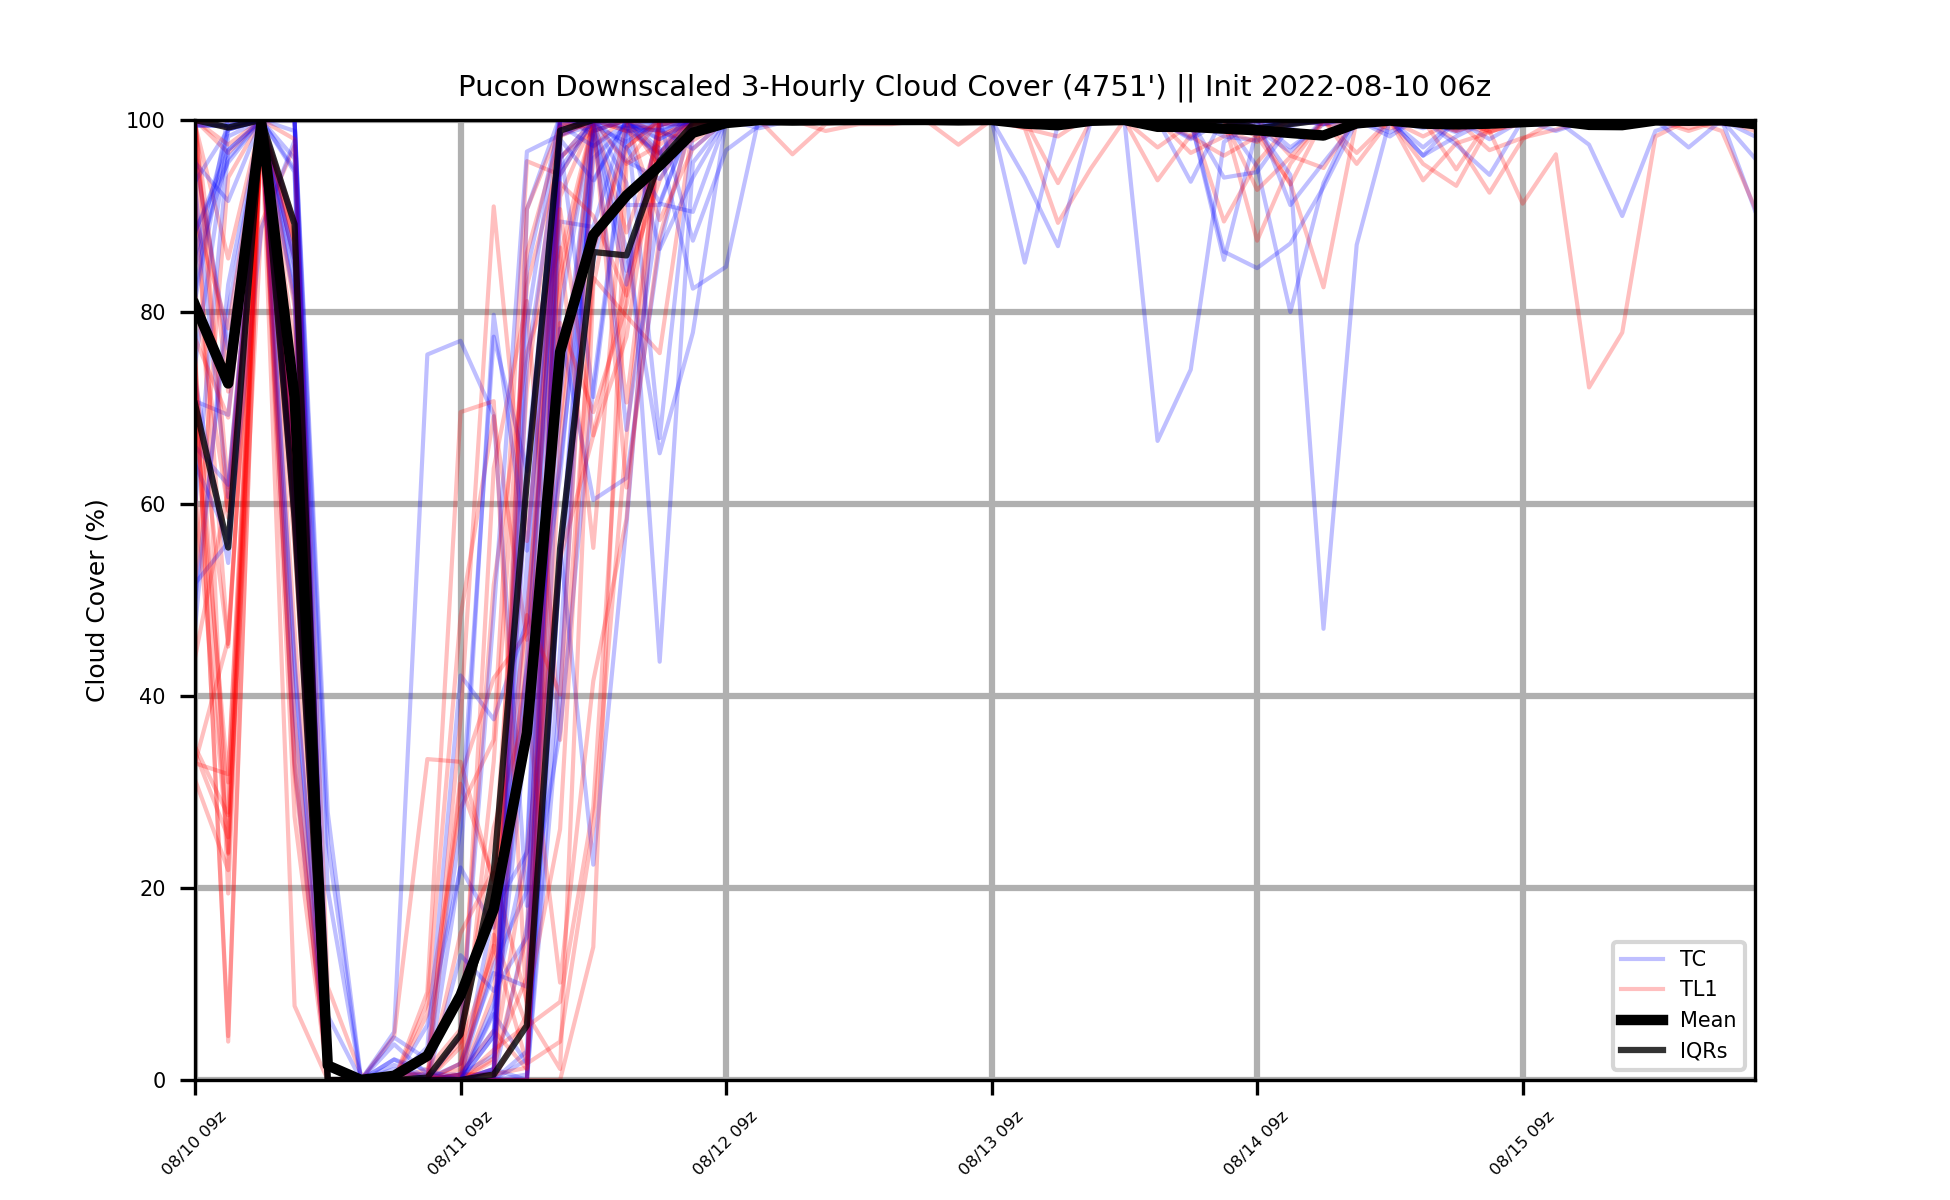 Pucon Downscaled 3-Hourly Cloud Cover (4751') || Init 2022-08-10 06z
Cloud Cover (%)
100
80
60
40
20
0
TC
TL1
Mean
IQRs
08/10 09z
08/11 09z
08/12 09z
08/13 09z
08/14 09z
08/15 09z